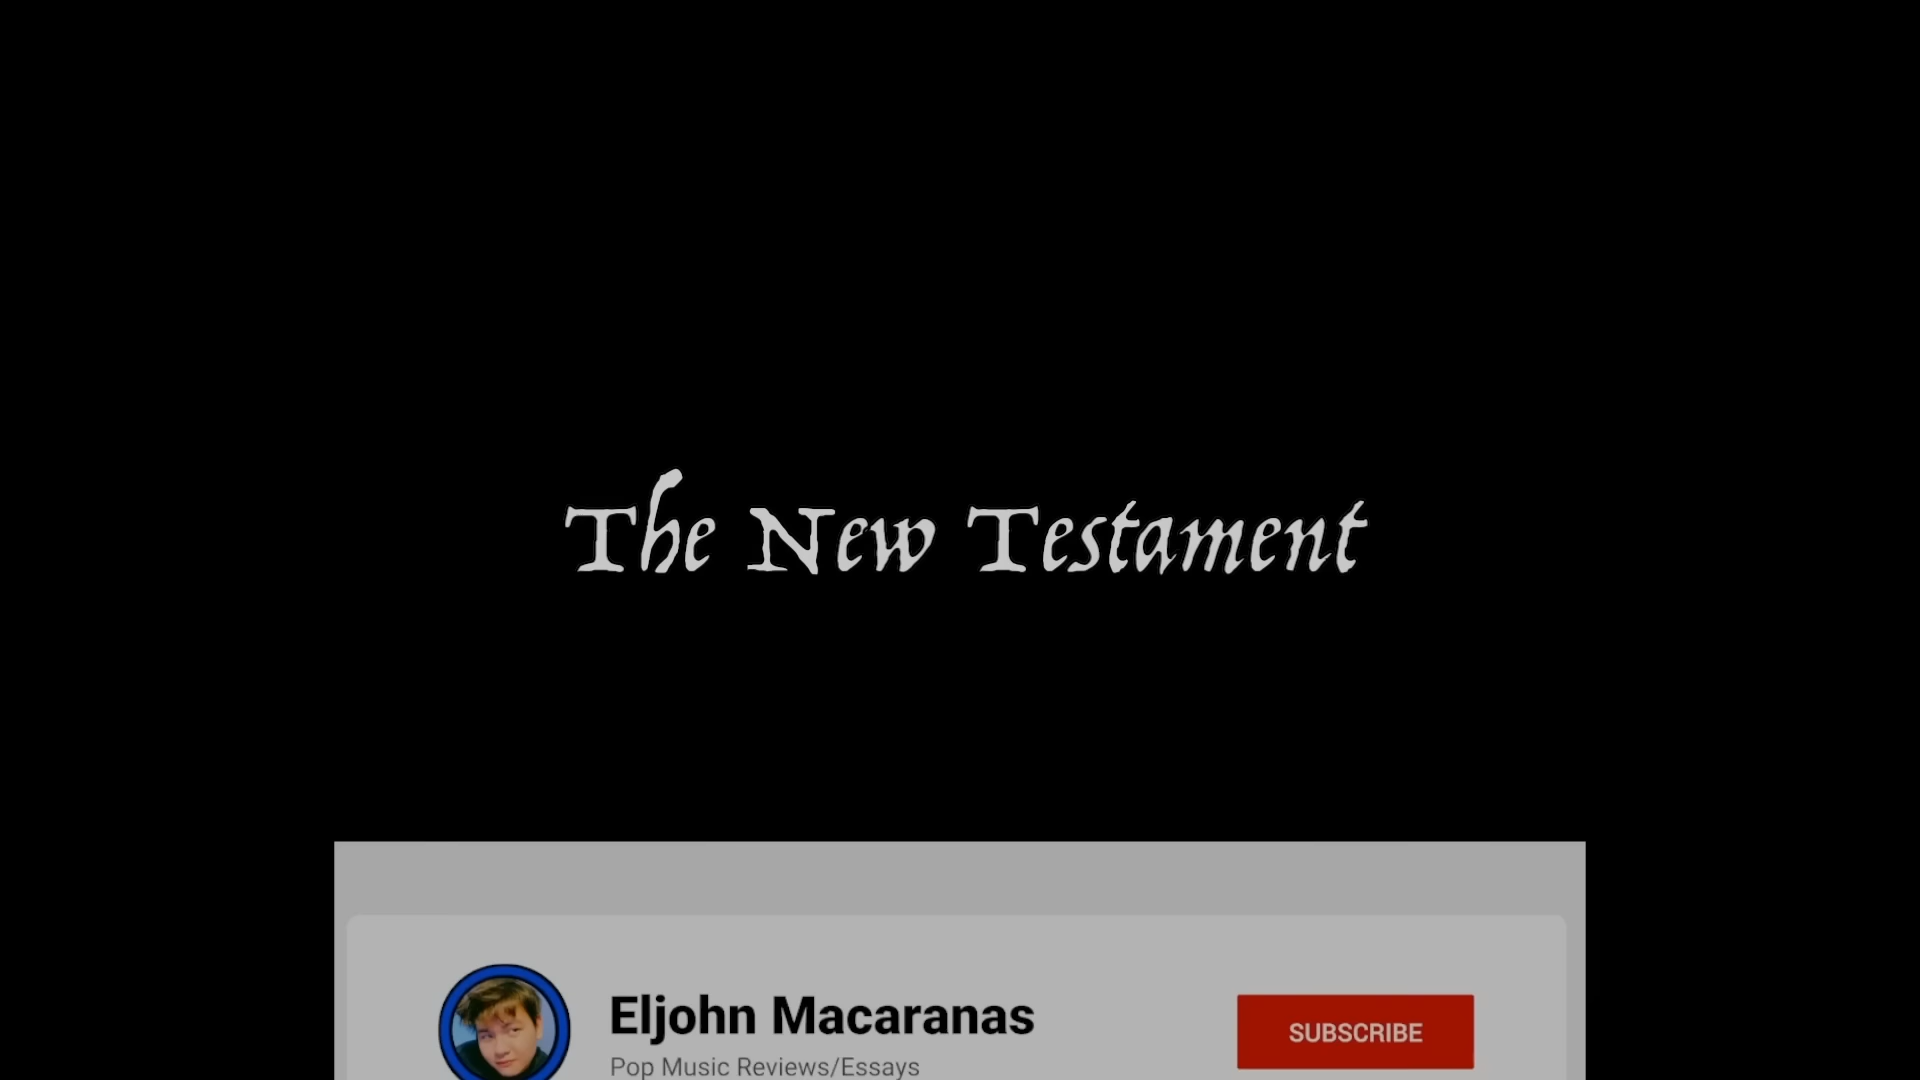 The New Testament
Eljohn Macaranas
SUBSCRIBE
Pop Music Reviews/Essays